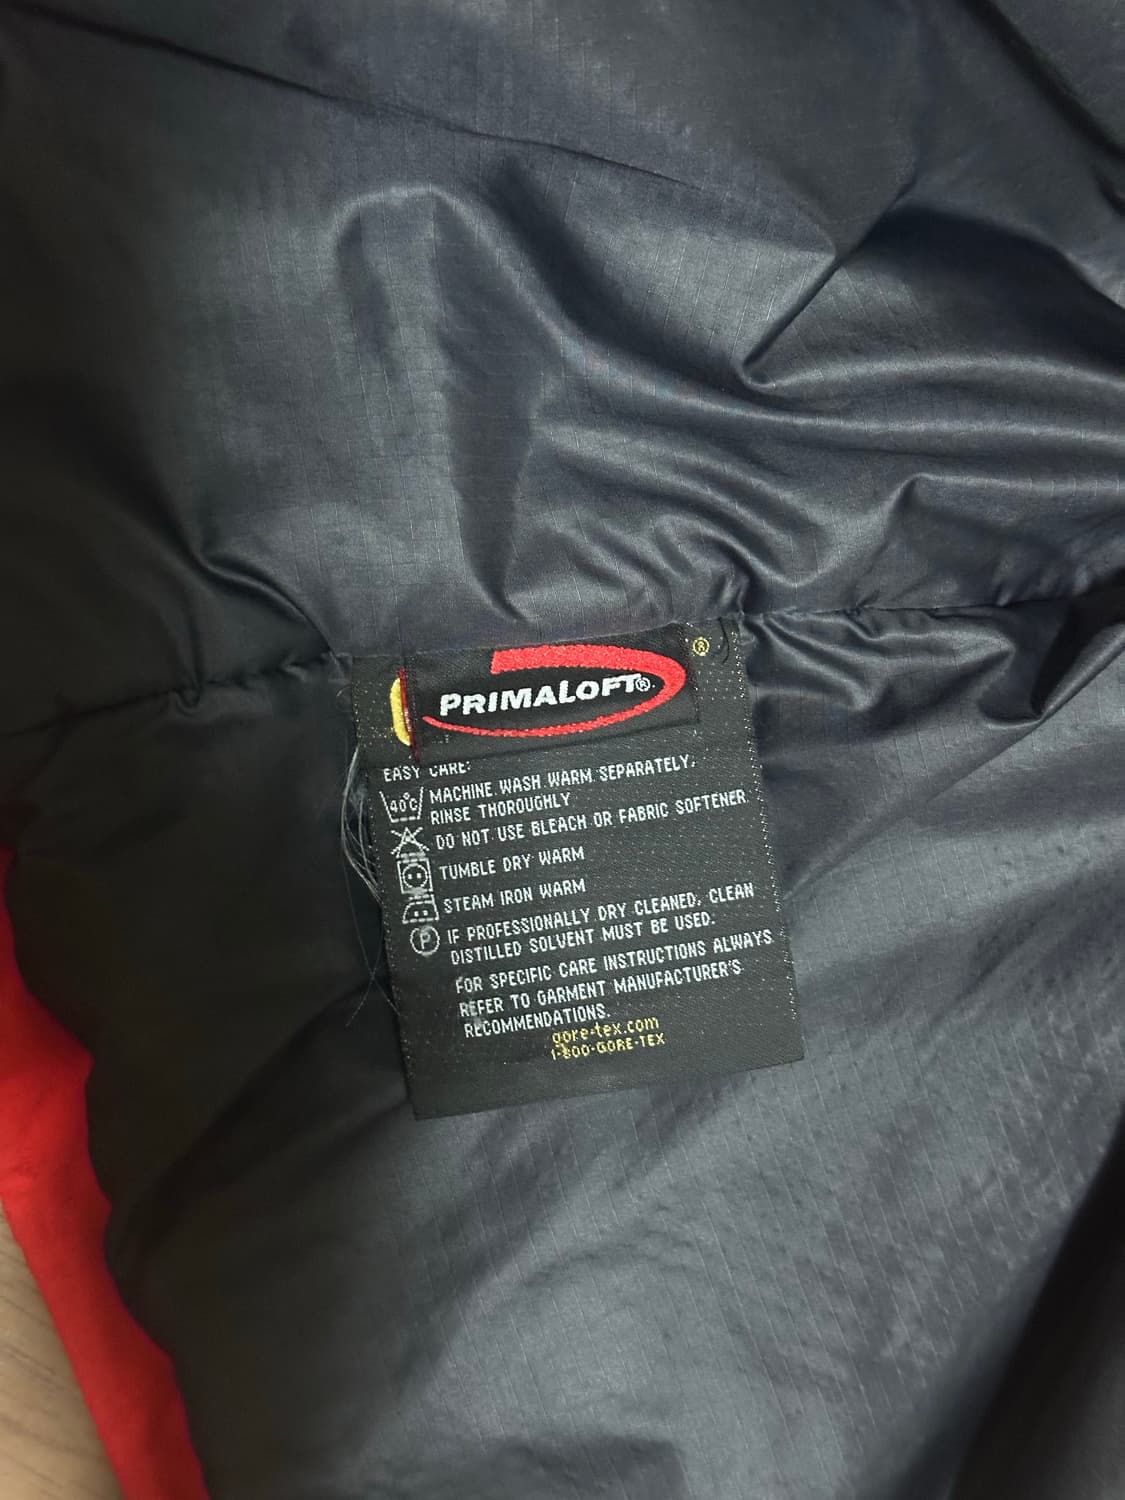 ®
PRIMALOFT®
EASY CARE:
40°C MACHINE WASH WARM SEPARATELY,
RINSE THOROUGHLY
DO NOT USE BLEACH OR FABRIC SOFTENER
TUMBLE DRY WARM
STEAM IRON WARM
P IF PROFESSIONALLY DRY CLEANED, CLEAN
DISTILLED SOLVENT MUST BE USED.
FOR SPECIFIC CARE INSTRUCTIONS ALWAYS
REFER TO GARMENT MANUFACTURER'S
RECOMMENDATIONS.
gore-tex.com
1-800-GORE-TEX